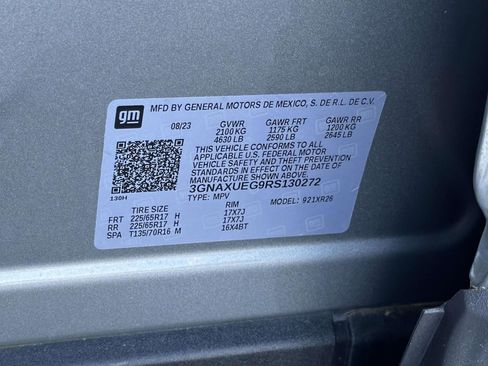 gm
MFD BY GENERAL MOTORS DE MEXICO, S. DE R.L. DE C.V.
08/23 GVWR GAWR FRT GAWR RR
2100 KG 1175 KG 1200 KG
4630 LB 2590 LB 2645 LB
THIS VEHICLE CONFORMS TO ALL
APPLICABLE U.S. FEDERAL MOTOR
VEHICLE SAFETY AND THEFT PREVENTION
STANDARDS IN EFFECT ON THE DATE OF
MANUFACTURE SHOWN ABOVE.
3GNAXUEG9RS130272
130H TYPE: MPV MODEL: 921XR26
TIRE SIZE RIM
FRT 225/65R17 H 17X7J
RR 225/65R17 H 17X7J
SPA T135/70R16 M 16X4BT